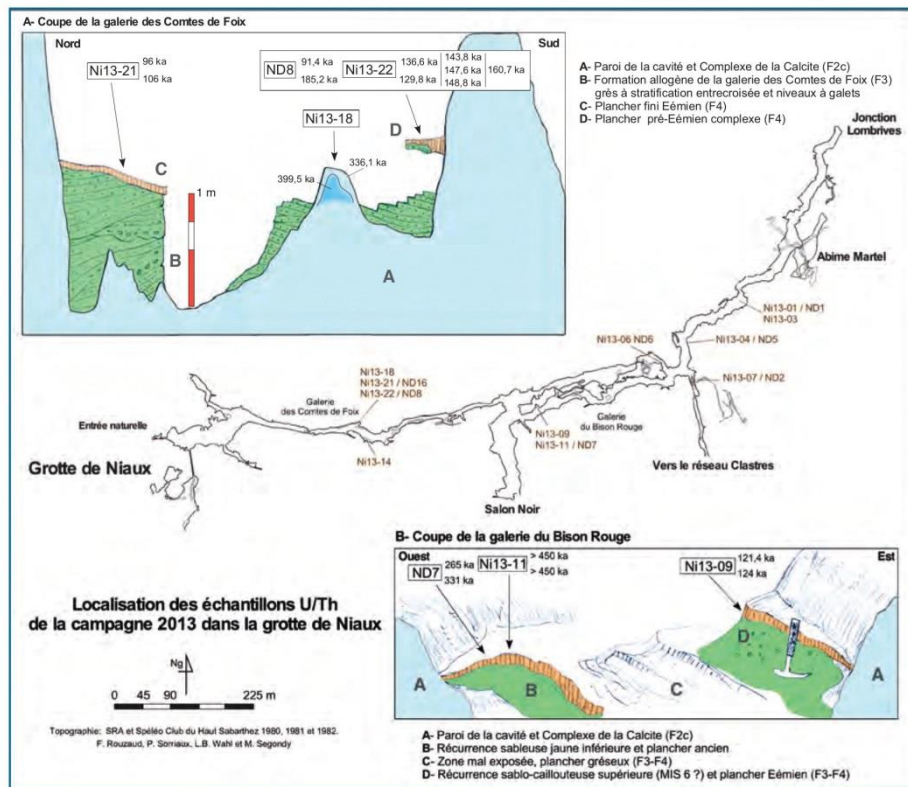 A- Coupe de la galerie des Comtes de Foix
Nord
Sud
Ni13-21
96 ka
106 ka
ND8
91,4 ka
185,2 ka
Ni13-22
136,6 ka
129,8 ka
143,8 ka
147,6 ka
148,8 ka
160,7 ka
Ni13-18
336,1 ka
399,5 ka
D
C
1 m
B
A
A- Paroi de la cavité et Complexe de la Calcite (F2c)
B- Formation allogène de la galerie des Comtes de Foix (F3)
grès à stratification entrecroisée et niveaux à galets
C- Plancher fini Eémien (F4)
D- Plancher pré-Eémien complexe (F4)
Jonction
Lombrives
Abime Martel
Ni13-01 / ND1
Ni13-03
Ni13-04 / ND5
Ni13-06 ND6
Ni13-07 / ND2
Ni13-18
Ni13-21 / ND16
Ni13-22 / ND8
Galerie
des Comtes de Foix
Entrée naturelle
Galerie
du Bison Rouge
Ni13-09
Ni13-11 / ND7
Ni13-14
Grotte de Niaux
Vers le réseau Clastres
Salon Noir
B- Coupe de la galerie du Bison Rouge
Ouest
Est
ND7
265 ka
331 ka
Ni13-11
> 450 ka
> 450 ka
Ni13-09
121,4 ka
124 ka
D
A
B
C
A
A- Paroi de la cavité et Complexe de la Calcite (F2c)
B- Récurrence sableuse jaune inférieure et plancher ancien
C- Zone mal exposée, plancher gréseux (F3-F4)
D- Récurrence sablo-caillouteuse supérieure (MIS 6 ?) et plancher Eémien (F3-F4)
Localisation des échantillons U/Th
de la campagne 2013 dans la grotte de Niaux
Ng
0 45 90 225 m
Topographie: SRA et Spéléo Club du Haut Sabarthez 1980, 1981 et 1982.
F. Rouzaud, P. Sorriaux, L.B. Wahl et M. Segondy